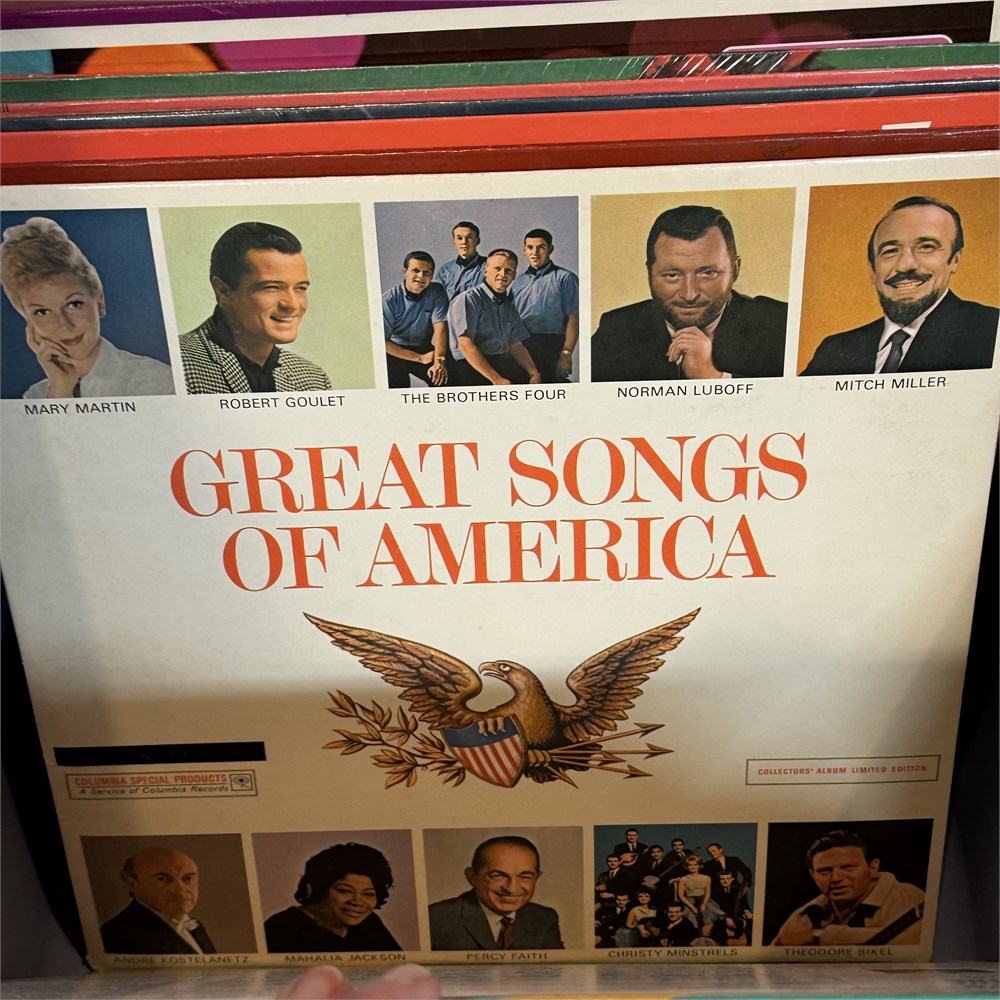 MARY MARTIN
ROBERT GOULET
THE BROTHERS FOUR
NORMAN LUBOFF
MITCH MILLER
GREAT SONGS
OF AMERICA
COLUMBIA SPECIAL PRODUCTS
A Service of Columbia Records
COLLECTORS' ALBUM LIMITED EDITION
ANDRE KOSTELANETZ
MAHALIA JACKSON
PERCY FAITH
CHRISTY MINSTRELS
THEODORE BIKEL